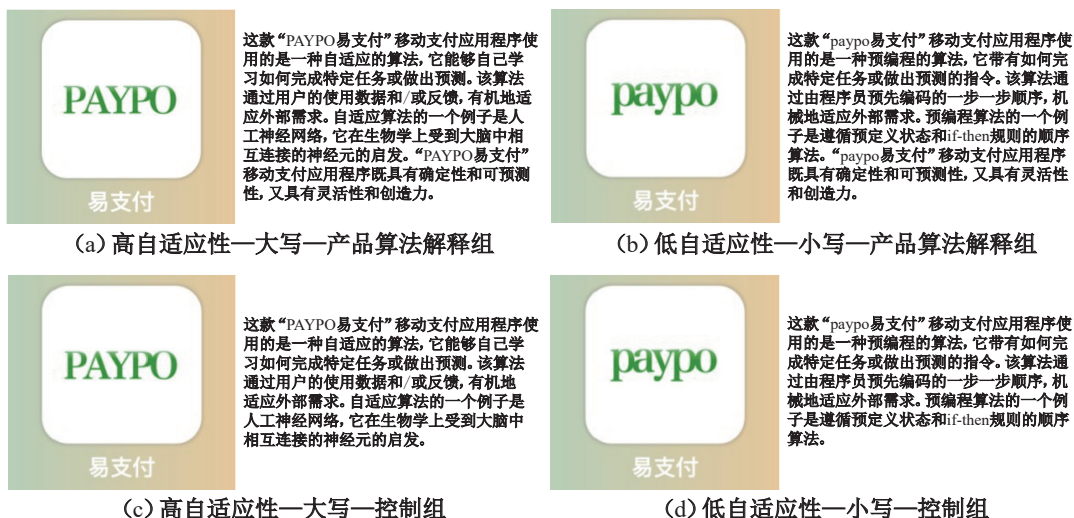 PAYPO
易支付
这款“PAYPO易支付”移动支付应用程序使
用的是一种自适应的算法,它能够自己学
习如何完成特定任务或做出预测。该算法
通过用户的使用数据和/或反馈,有机地适
应外部需求。自适应算法的一个例子是人
工神经网络,它在生物学上受到大脑中相
互连接的神经元的启发。“PAYPO易支付”
移动支付应用程序既具有确定性和可预测
性,又具有灵活性和创造力。
(a)高自适应性—大写—产品算法解释组
paypo
易支付
这款“paypo易支付”移动支付应用程序使
用的是一种预编程的算法,它带有如何完
成特定任务或做出预测的指令。该算法通
过由程序员预先编码的一步一步顺序,机
械地适应外部需求。预编程算法的一个例
子是遵循预定义状态和if-then规则的顺序
算法。“paypo易支付”移动支付应用程序
既具有确定性和可预测性,又具有灵活性
和创造力。
(b)低自适应性—小写—产品算法解释组
PAYPO
易支付
这款“PAYPO易支付”移动支付应用程序使
用的是一种自适应的算法,它能够自己学
习如何完成特定任务或做出预测。该算法
通过用户的使用数据和/或反馈,有机地
适应外部需求。自适应算法的一个例子是
人工神经网络,它在生物学上受到大脑中
相互连接的神经元的启发。
(c)高自适应性—大写—控制组
paypo
易支付
这款“paypo易支付”移动支付应用程序使
用的是一种预编程的算法,它带有如何完
成特定任务或做出预测的指令。该算法通
过由程序员预先编码的一步一步顺序,机
械地适应外部需求。预编程算法的一个例
子是遵循预定义状态和if-then规则的顺序
算法。
(d)低自适应性—小写—控制组